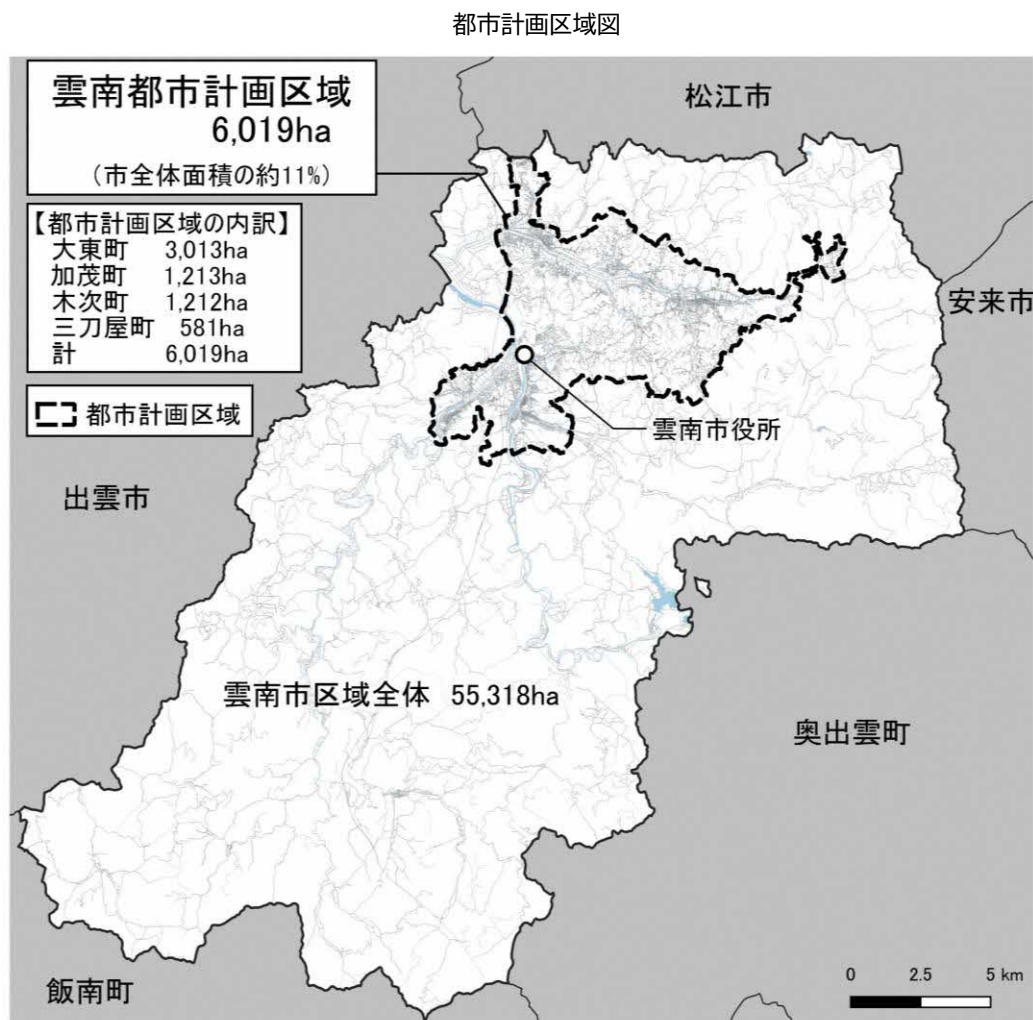 都市計画区域図
雲南都市計画区域
6,019ha
（市全体面積の約11%）
【都市計画区域の内訳】
大東町 3,013ha
加茂町 1,213ha
木次町 1,212ha
三刀屋町 581ha
計 6,019ha
都市計画区域
松江市
安来市
雲南市役所
出雲市
雲南市区域全体 55,318ha
奥出雲町
飯南町
0 2.5 5 km